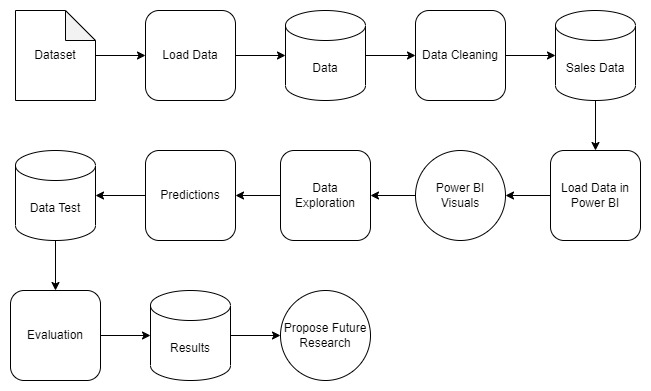 Dataset
Load Data
Data
Data Cleaning
Sales Data
Data Test
Predictions
Data
Exploration
Power BI
Visuals
Load Data in
Power BI
Evaluation
Results
Propose Future
Research